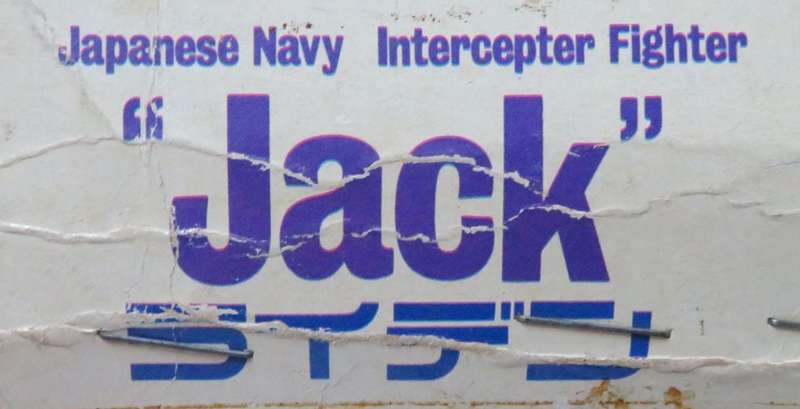 Japanese Navy Intercepter Fighter
“Jack”
ライデン